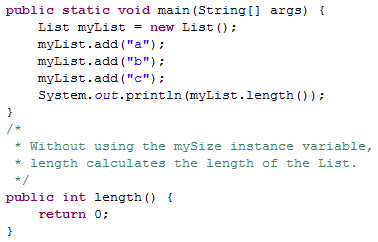 public static void main(String[] args) {
    List myList = new List();
    myList.add("a");
    myList.add("b");
    myList.add("c");
    System.out.println(myList.length());
}
/*
 * Without using the mySize instance variable,
 * length calculates the length of the List.
 */
public int length() {
    return 0;
}